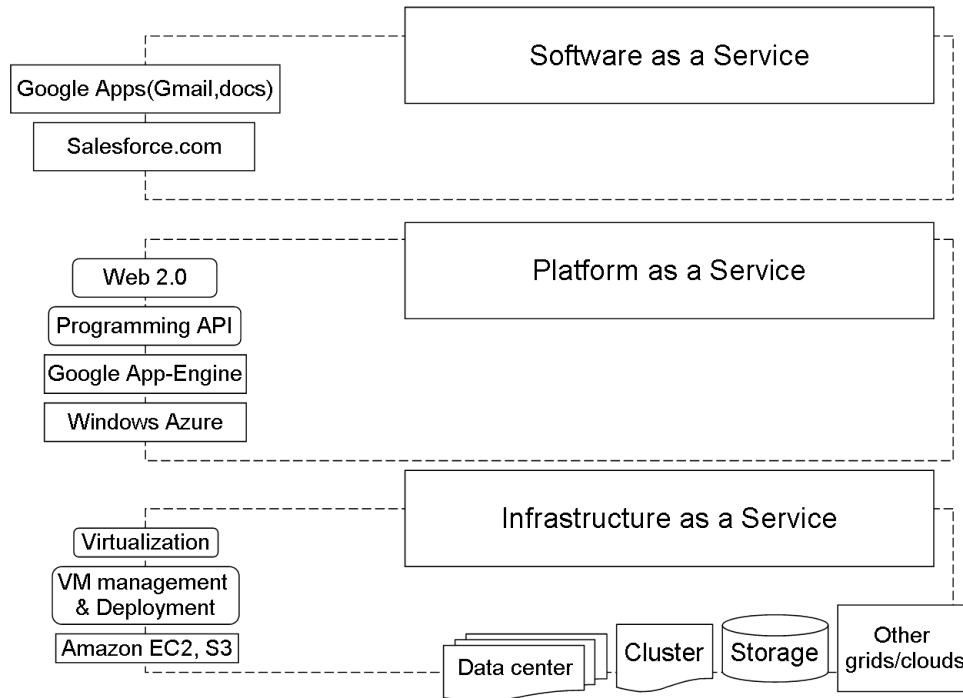 Software as a Service
Google Apps(Gmail,docs)
Salesforce.com
Platform as a Service
Web 2.0
Programming API
Google App-Engine
Windows Azure
Infrastructure as a Service
Virtualization
VM management
& Deployment
Amazon EC2, S3
Data center
Cluster
Storage
Other
grids/clouds